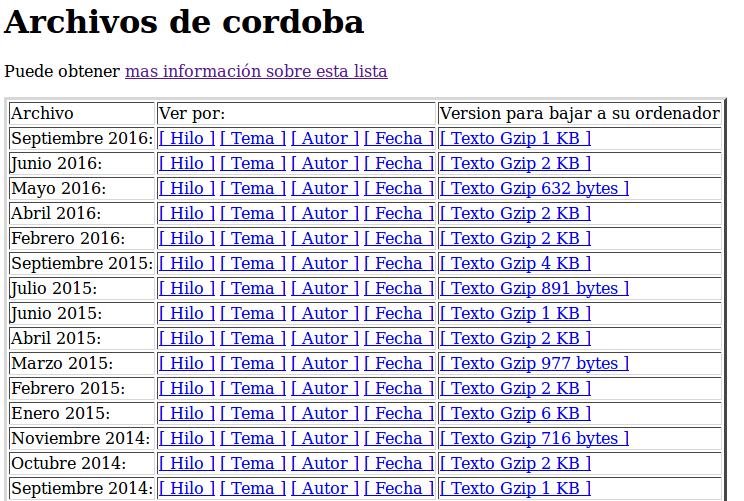 Archivos de cordoba
Puede obtener mas información sobre esta lista
Archivo Ver por: Version para bajar a su ordenador
Septiembre 2016: [ Hilo ] [ Tema ] [ Autor ] [ Fecha ] [ Texto Gzip 1 KB ]
Junio 2016: [ Hilo ] [ Tema ] [ Autor ] [ Fecha ] [ Texto Gzip 2 KB ]
Mayo 2016: [ Hilo ] [ Tema ] [ Autor ] [ Fecha ] [ Texto Gzip 632 bytes ]
Abril 2016: [ Hilo ] [ Tema ] [ Autor ] [ Fecha ] [ Texto Gzip 2 KB ]
Febrero 2016: [ Hilo ] [ Tema ] [ Autor ] [ Fecha ] [ Texto Gzip 2 KB ]
Septiembre 2015: [ Hilo ] [ Tema ] [ Autor ] [ Fecha ] [ Texto Gzip 4 KB ]
Julio 2015: [ Hilo ] [ Tema ] [ Autor ] [ Fecha ] [ Texto Gzip 891 bytes ]
Junio 2015: [ Hilo ] [ Tema ] [ Autor ] [ Fecha ] [ Texto Gzip 1 KB ]
Abril 2015: [ Hilo ] [ Tema ] [ Autor ] [ Fecha ] [ Texto Gzip 2 KB ]
Marzo 2015: [ Hilo ] [ Tema ] [ Autor ] [ Fecha ] [ Texto Gzip 977 bytes ]
Febrero 2015: [ Hilo ] [ Tema ] [ Autor ] [ Fecha ] [ Texto Gzip 2 KB ]
Enero 2015: [ Hilo ] [ Tema ] [ Autor ] [ Fecha ] [ Texto Gzip 6 KB ]
Noviembre 2014: [ Hilo ] [ Tema ] [ Autor ] [ Fecha ] [ Texto Gzip 716 bytes ]
Octubre 2014: [ Hilo ] [ Tema ] [ Autor ] [ Fecha ] [ Texto Gzip 2 KB ]
Septiembre 2014: [ Hilo ] [ Tema ] [ Autor ] [ Fecha ] [ Texto Gzip 1 KB ]